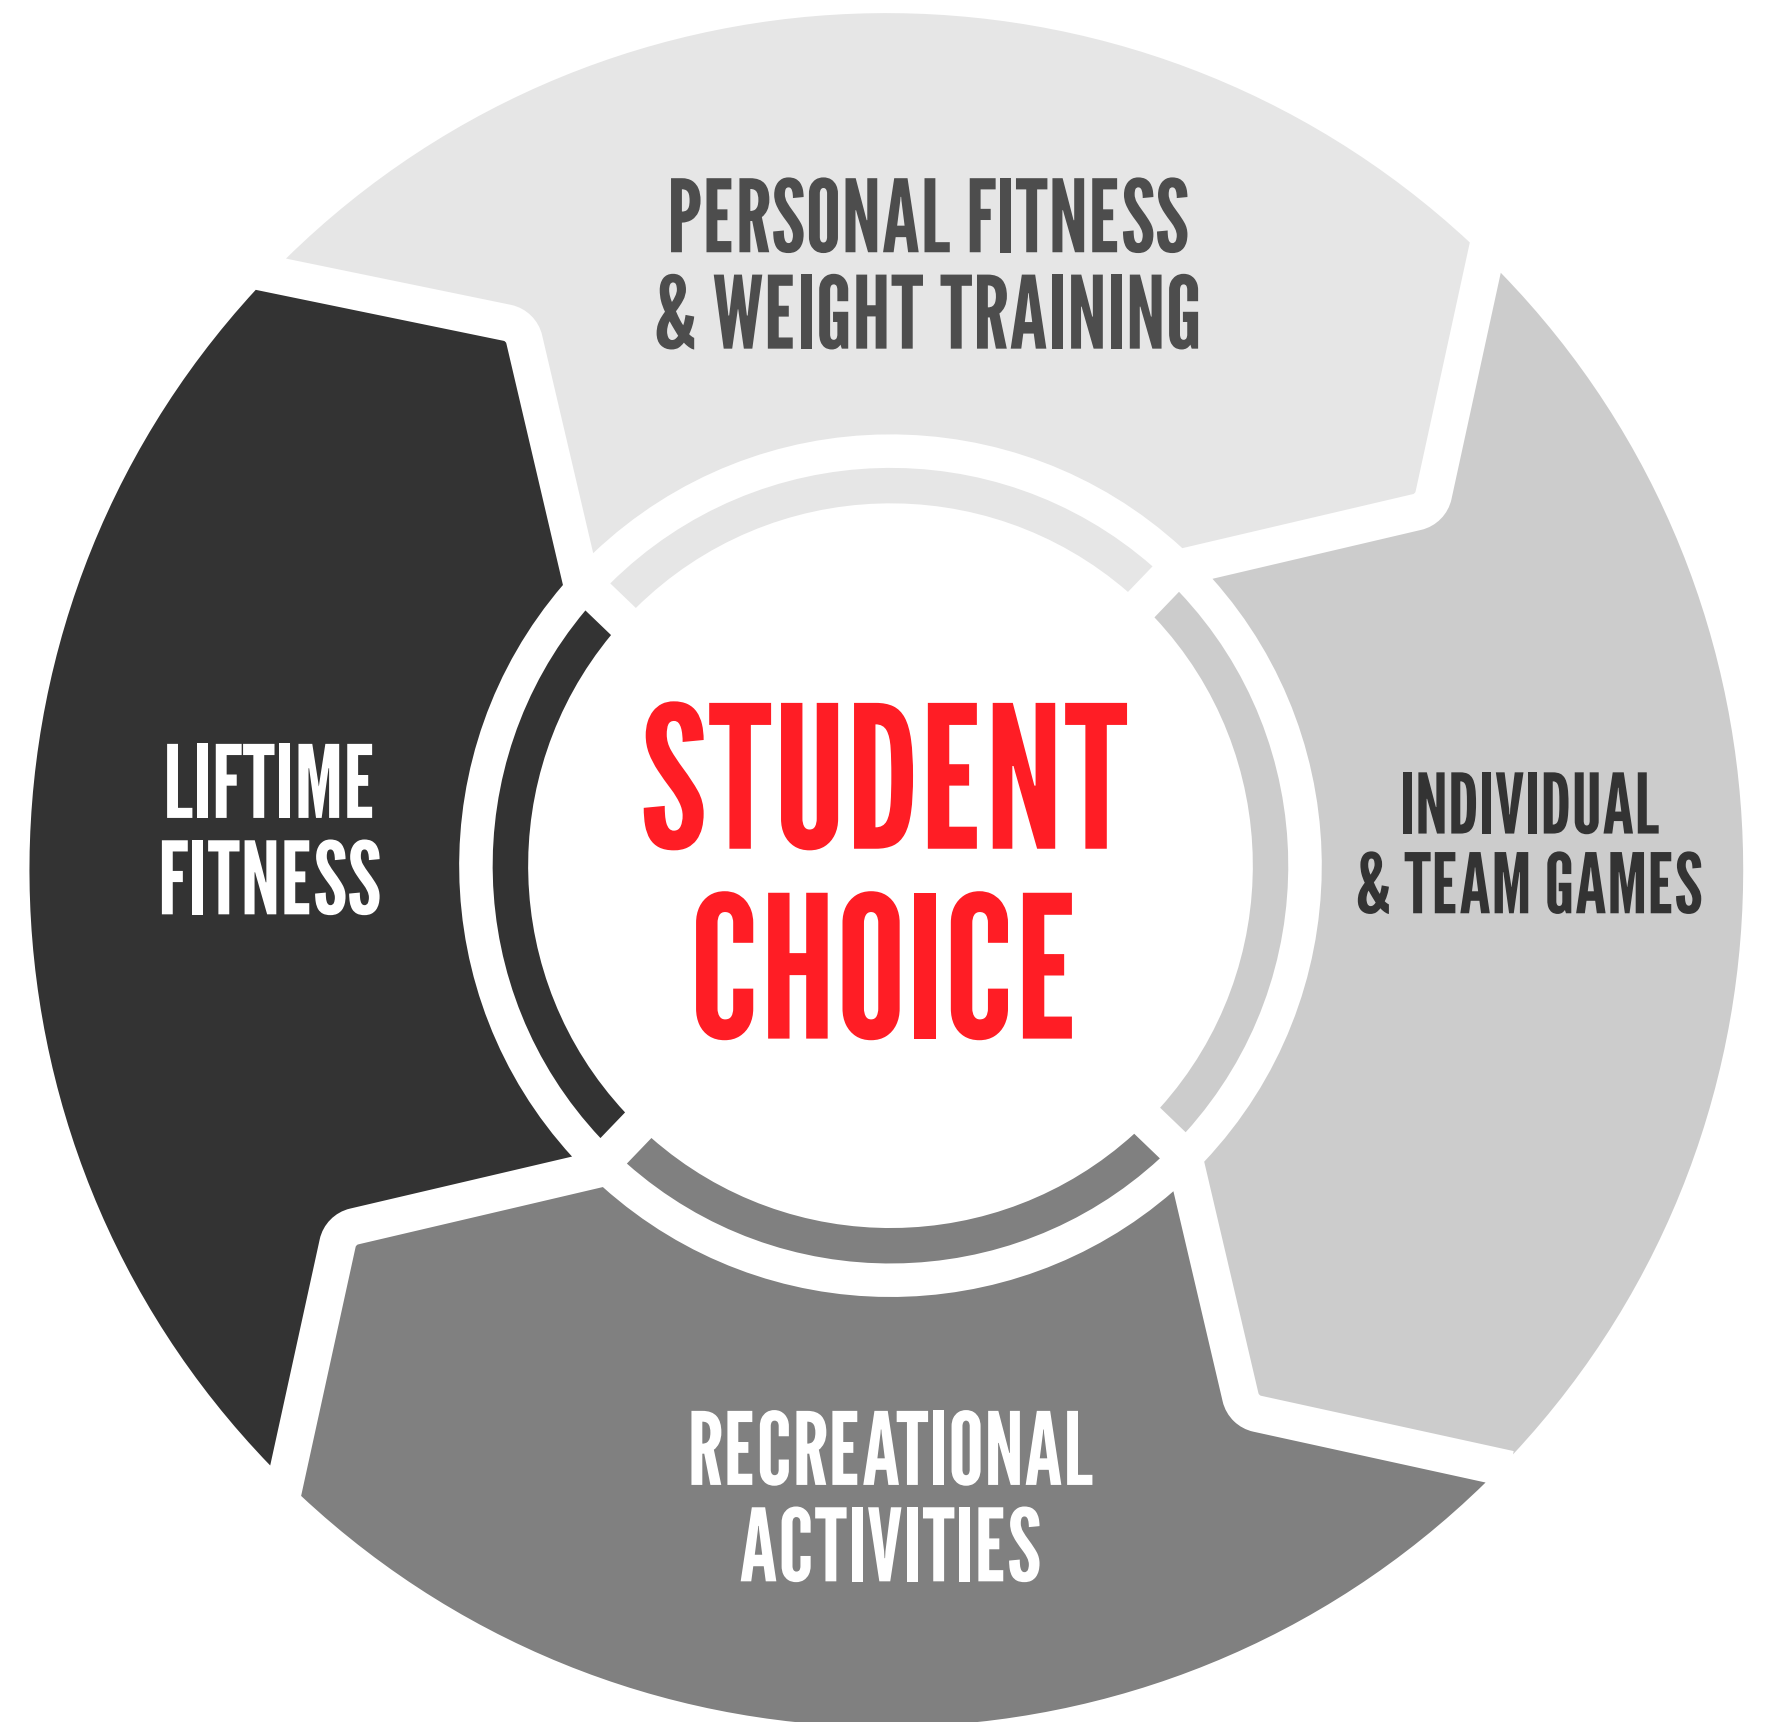 PERSONAL FITNESS
& WEIGHT TRAINING
STUDENT
CHOICE
LIFTIME
FITNESS
INDIVIDUAL
& TEAM GAMES
RECREATIONAL
ACTIVITIES